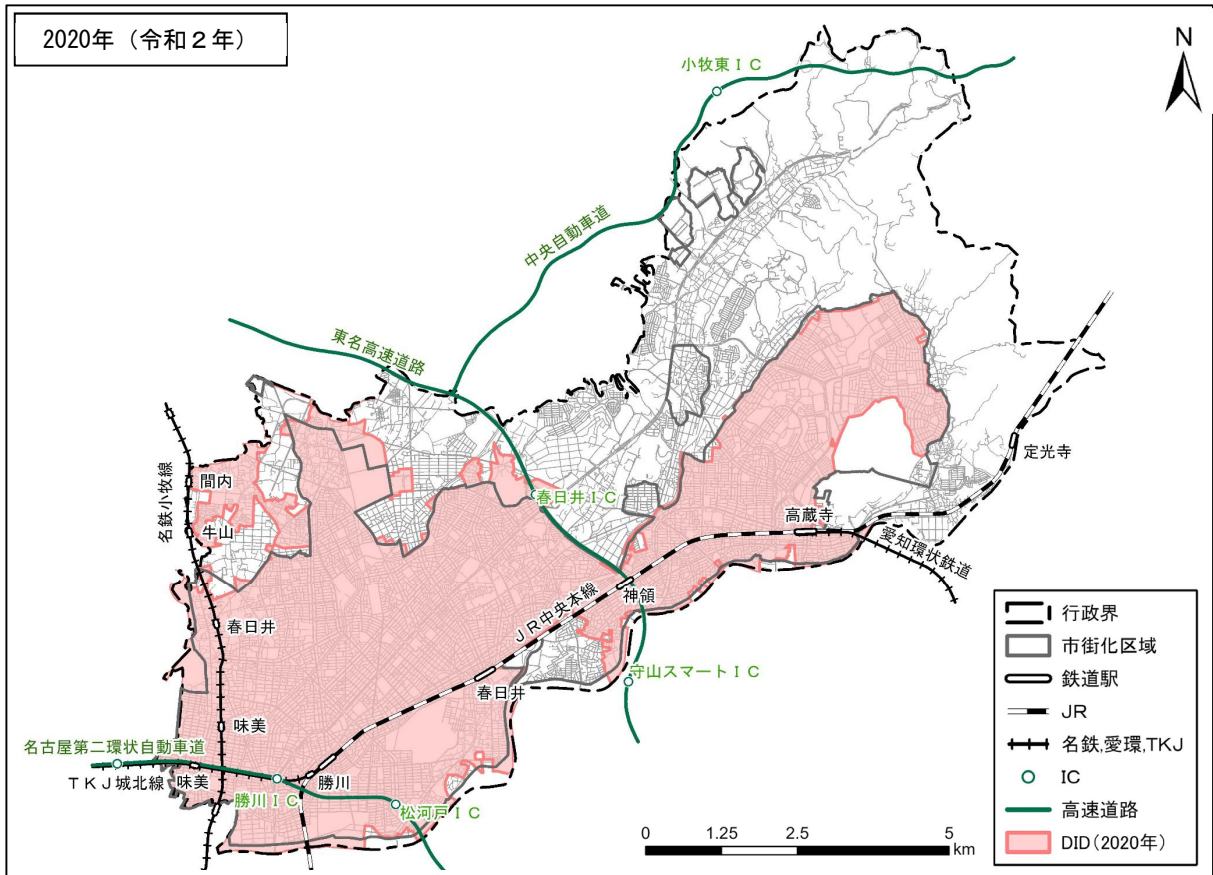 2020年（令和２年）
N
小牧東ＩＣ
中央自動車道
東名高速道路
名鉄小牧線
間内
牛山
春日井ＩＣ
定光寺
高蔵寺
愛知環状鉄道
ＪＲ中央本線
神領
春日井
守山スマートＩＣ
春日井
味美
名古屋第二環状自動車道
ＴＫＪ城北線
味美
勝川
勝川ＩＣ
松河戸ＩＣ
0 1.25 2.5 5
km
行政界
市街化区域
鉄道駅
JR
名鉄,愛環,TKJ
IC
高速道路
DID(2020年)